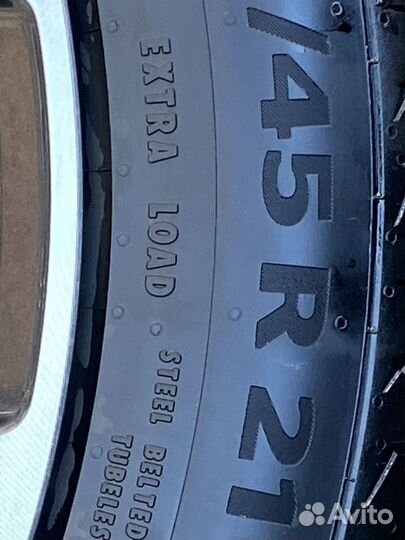 /45 R 21
EXTRA LOAD
STEEL BELTED
TUBELES
Avito